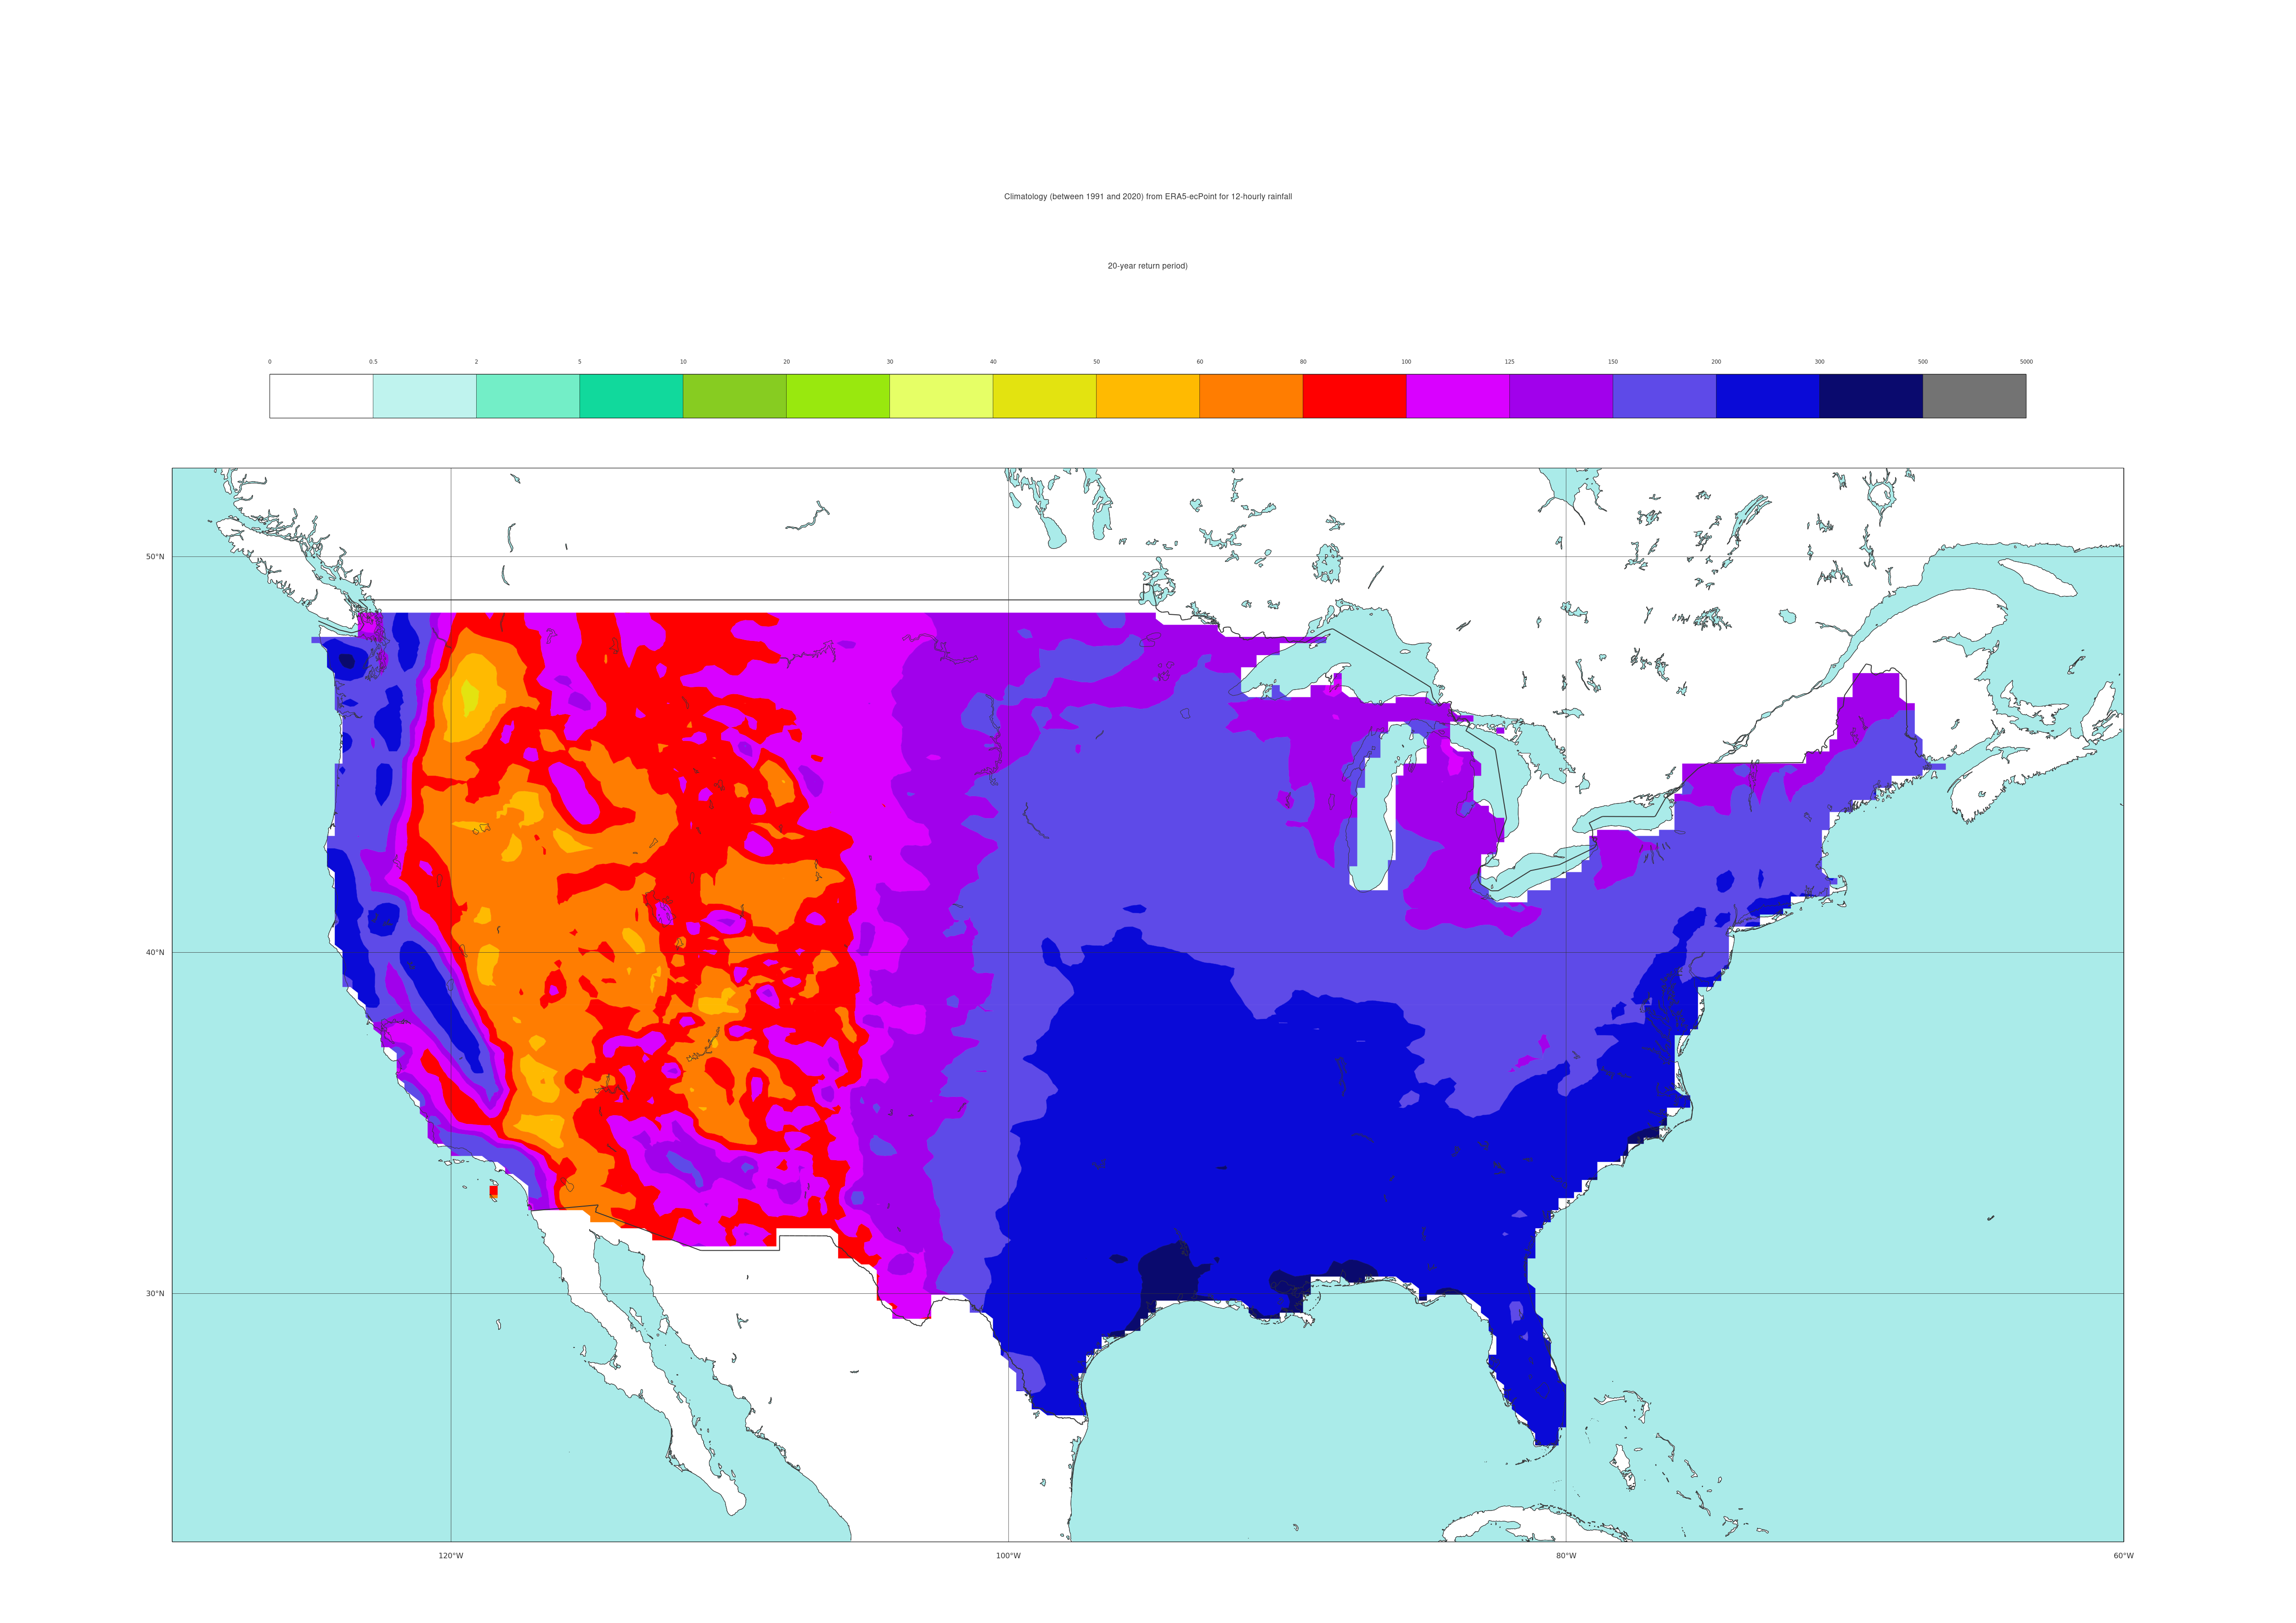 Climatology (between 1991 and 2020) from ERA5-ecPoint for 12-hourly rainfall
20-year return period)
0 0.5 2 5 10 20 30 40 50 60 80 100 125 150 200 300 500 5000
50°N
40°N
30°N
120°W 100°W 80°W 60°W